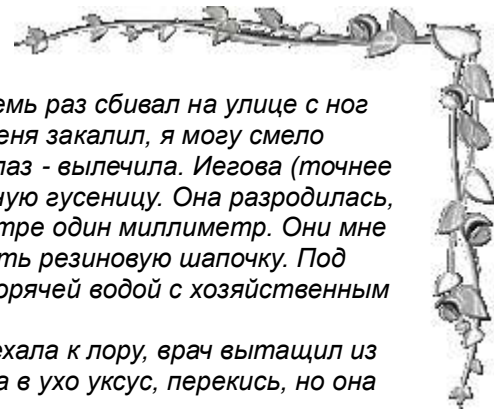 емь раз сбивал на улице с ног
еня закалил, я могу смело
лаз - вылечила. Иегова (точнее
ную гусеницу. Она разродилась,
тре один миллиметр. Они мне
ть резиновую шапочку. Под
орячей водой с хозяйственным
ехала к лору, врач вытащил из
а в ухо уксус, перекись, но она